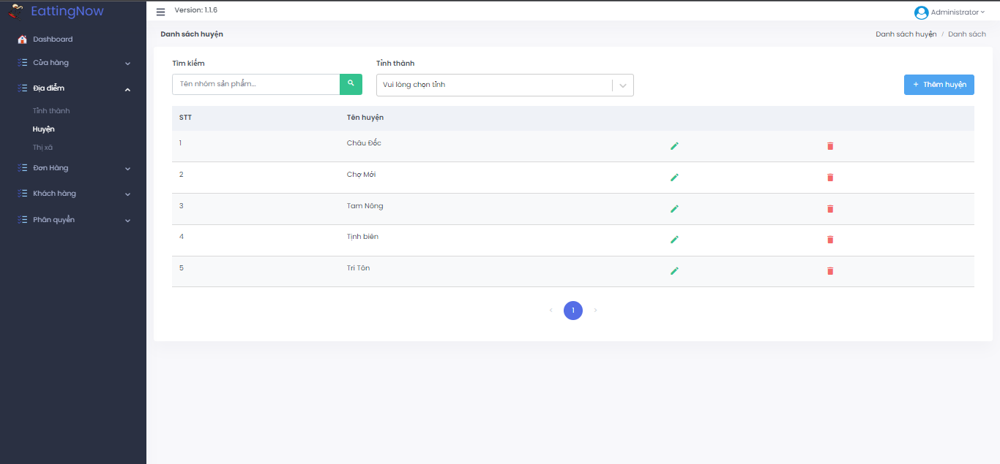 EattingNow
Version: 1.1.6
Administrator
Dashboard
Cửa hàng
Địa điểm
Tỉnh thành
Huyện
Thị xã
Đơn Hàng
Khách hàng
Phân quyền
Danh sách huyện
Danh sách huyện / Danh sách
Tìm kiếm
Tỉnh thành
Tên nhóm sản phẩm...
Vui lòng chọn tỉnh
+ Thêm huyện
STT Tên huyện
1 Châu Đốc
2 Chợ Mới
3 Tam Nông
4 Tịnh biên
5 Tri Tôn
‹ 1 ›